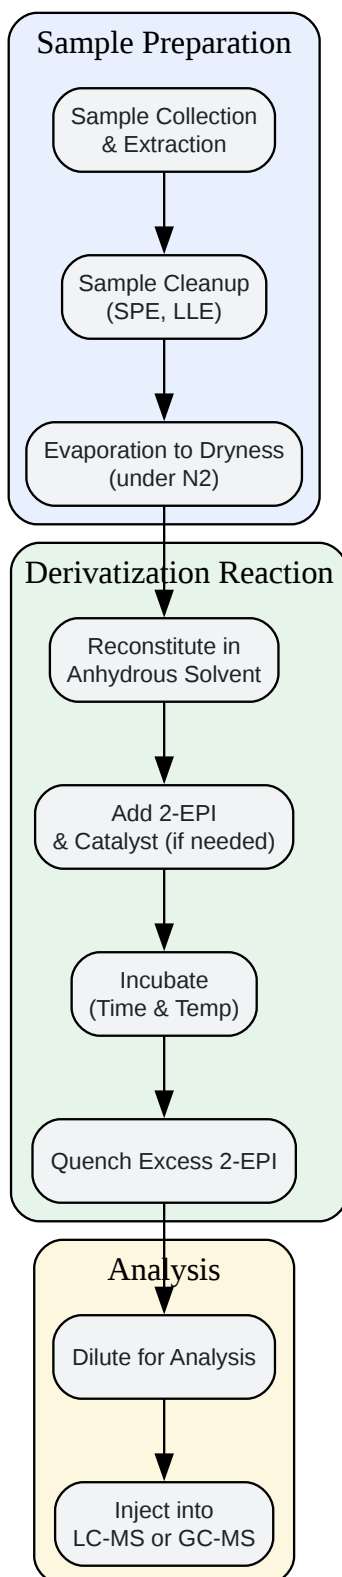 Sample Preparation
Sample Collection
& Extraction
Sample Cleanup
(SPE, LLE)
Evaporation to Dryness
(under N2)
Derivatization Reaction
Reconstitute in
Anhydrous Solvent
Add 2-EPI
& Catalyst (if needed)
Incubate
(Time & Temp)
Quench Excess 2-EPI
Analysis
Dilute for Analysis
Inject into
LC-MS or GC-MS